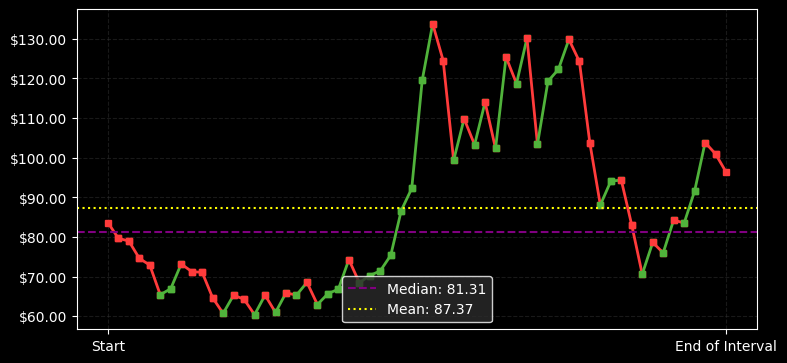 $130.00
$120.00
$110.00
$100.00
$90.00
$80.00
$70.00
$60.00
Median: 81.31
Mean: 87.37
Start
End of Interval